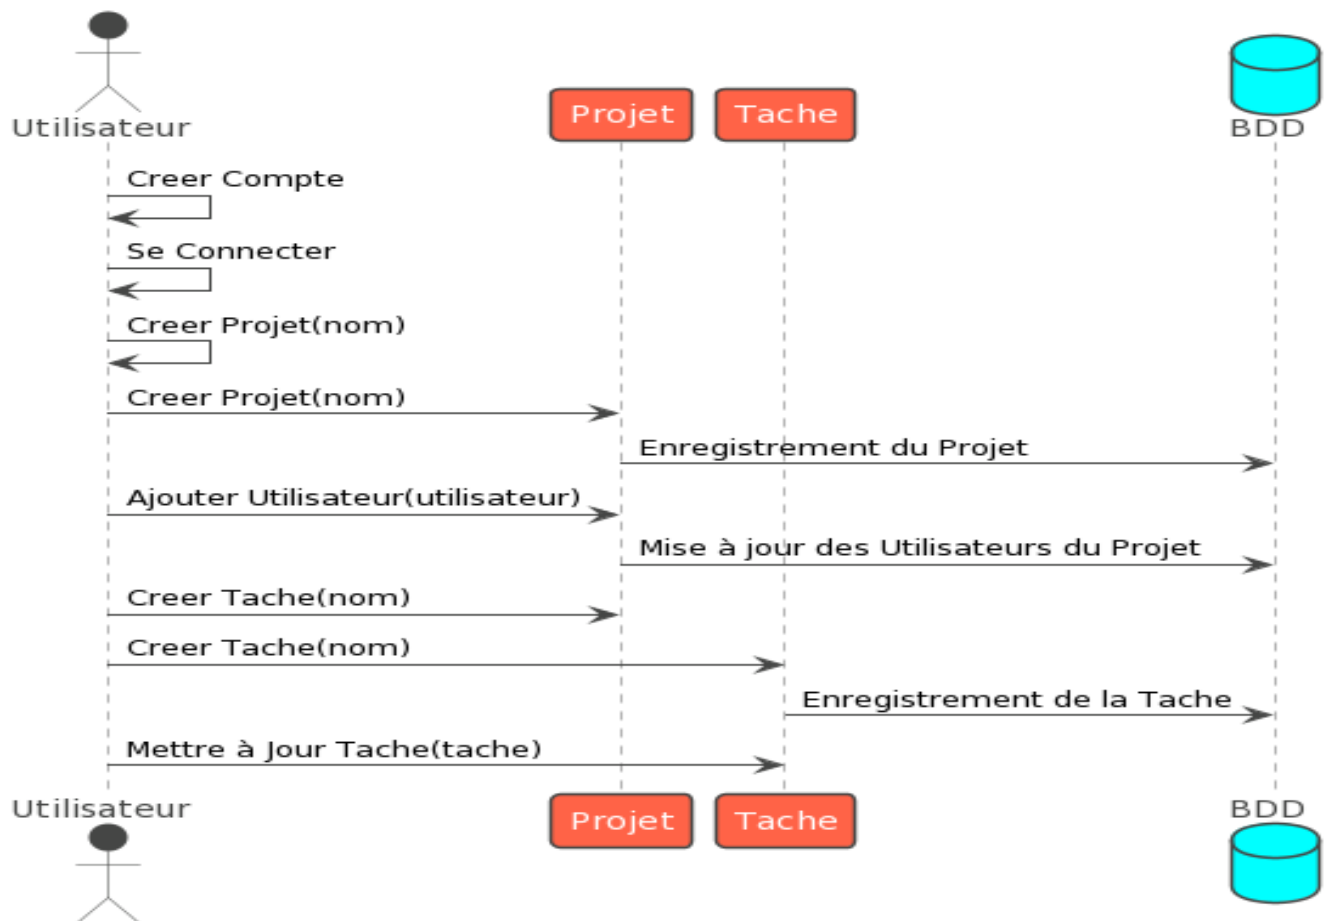 Utilisateur
Projet
Tache
BDD
Creer Compte
Se Connecter
Creer Projet(nom)
Creer Projet(nom)
Enregistrement du Projet
Ajouter Utilisateur(utilisateur)
Mise à jour des Utilisateurs du Projet
Creer Tache(nom)
Creer Tache(nom)
Enregistrement de la Tache
Mettre à Jour Tache(tache)
Utilisateur
Projet
Tache
BDD